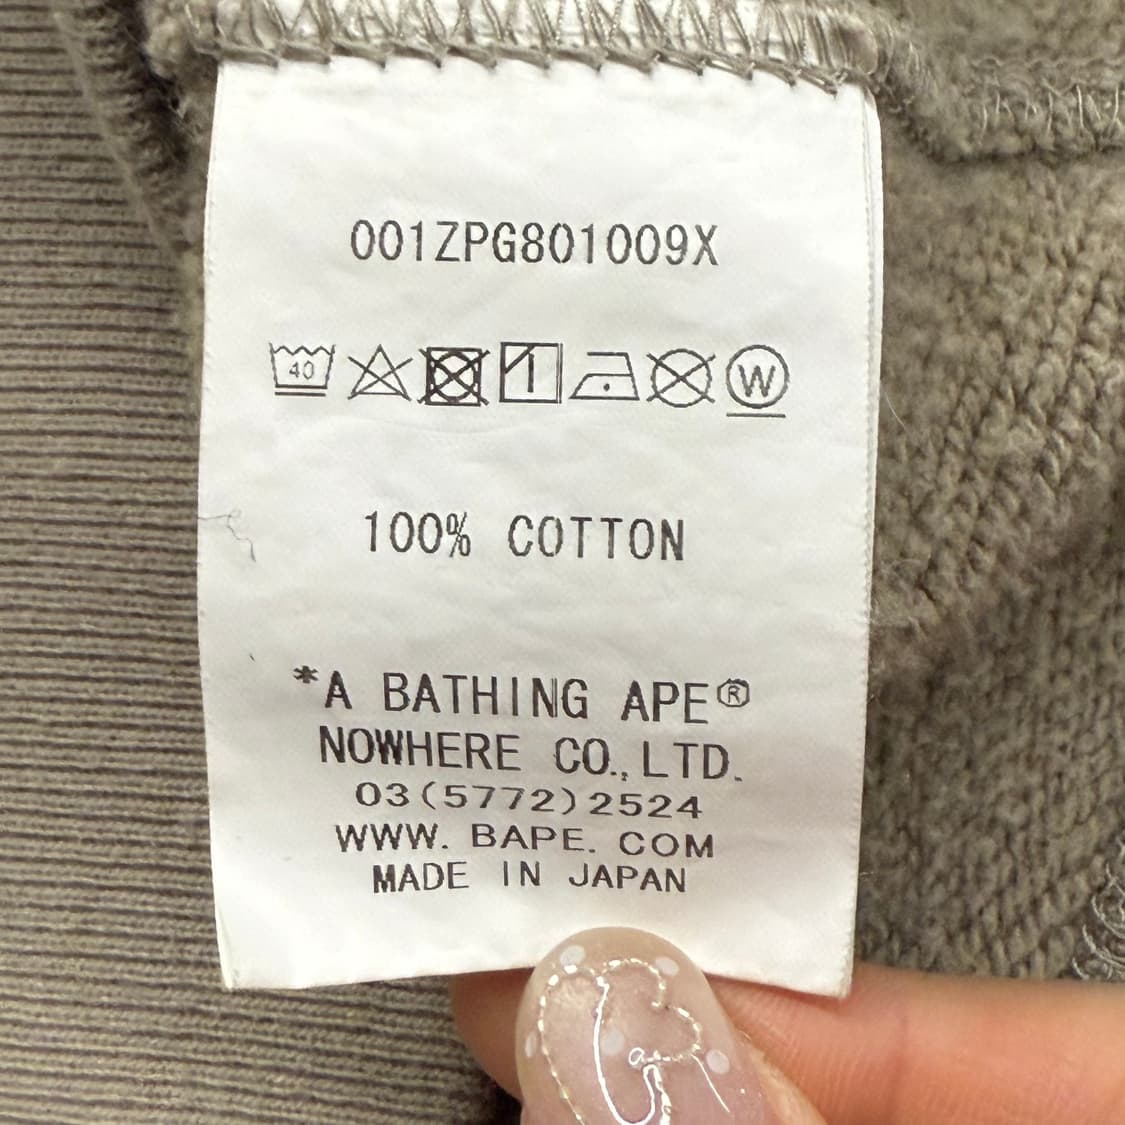 001ZPG801009X
40
W
100% COTTON
*A BATHING APE®
NOWHERE CO.,LTD.
03(5772)2524
WWW. BAPE. COM
MADE IN JAPAN